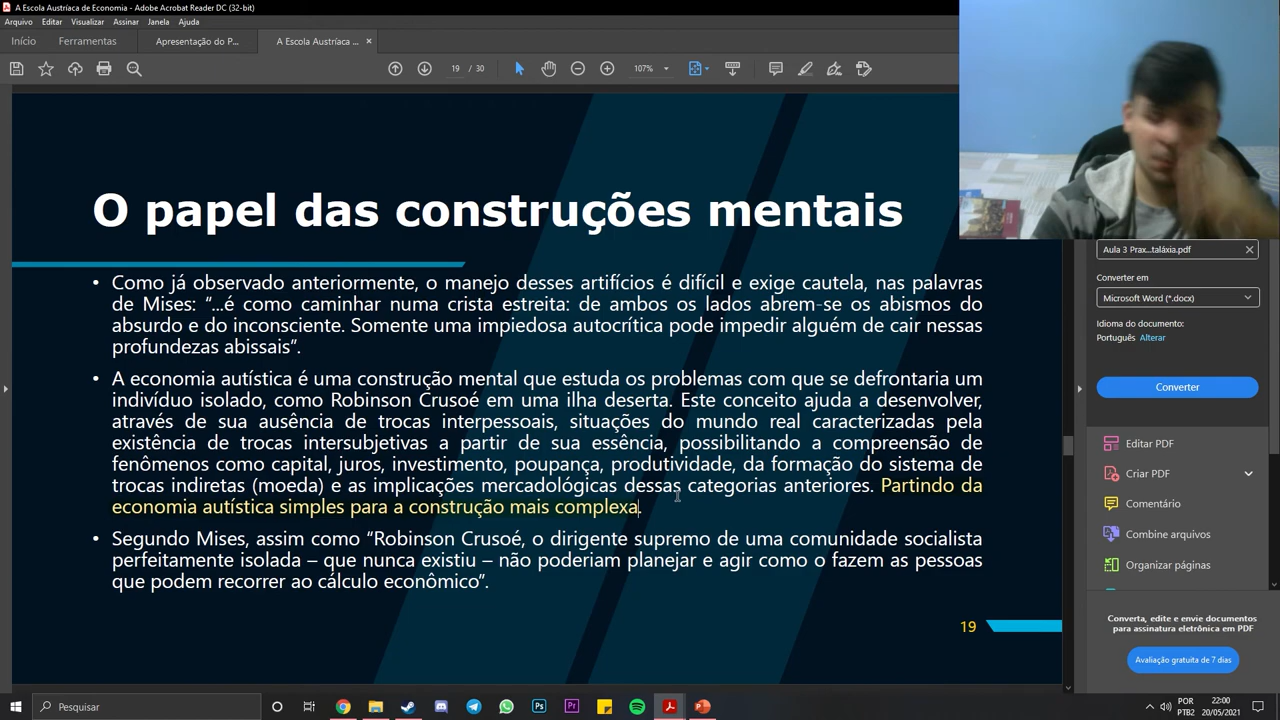 A Escola Austríaca de Economia - Adobe Acrobat Reader DC (32-bit)
Arquivo Editar Visualizar Assinar Janela Ajuda
Início Ferramentas Apresentação do P... A Escola Austríaca ... ×
19 / 30 107%
O papel das construções mentais
• Como já observado anteriormente, o manejo desses artifícios é difícil e exige cautela, nas palavras
de Mises: “...é como caminhar numa crista estreita: de ambos os lados abrem-se os abismos do
absurdo e do inconsciente. Somente uma impiedosa autocrítica pode impedir alguém de cair nessas
profundezas abissais”.
• A economia autística é uma construção mental que estuda os problemas com que se defrontaria um
indivíduo isolado, como Robinson Crusoé em uma ilha deserta. Este conceito ajuda a desenvolver,
através de sua ausência de trocas interpessoais, situações do mundo real caracterizadas pela
existência de trocas intersubjetivas a partir de sua essência, possibilitando a compreensão de
fenômenos como capital, juros, investimento, poupança, produtividade, da formação do sistema de
trocas indiretas (moeda) e as implicações mercadológicas dessas categorias anteriores. Partindo da
economia autística simples para a construção mais complexa.
• Segundo Mises, assim como “Robinson Crusoé, o dirigente supremo de uma comunidade socialista
perfeitamente isolada – que nunca existiu – não poderiam planejar e agir como o fazem as pessoas
que podem recorrer ao cálculo econômico”.
19
Aula 3 Prax...taláxia.pdf
Converter em
Microsoft Word (*.docx)
Idioma do documento:
Português Alterar
Converter
Editar PDF
Criar PDF
Comentário
Combine arquivos
Organizar páginas
Converta, edite e envie documentos
para assinatura eletrônica em PDF
Avaliação gratuita de 7 dias
Pesquisar
POR
PTB2
22:00
20/05/2021